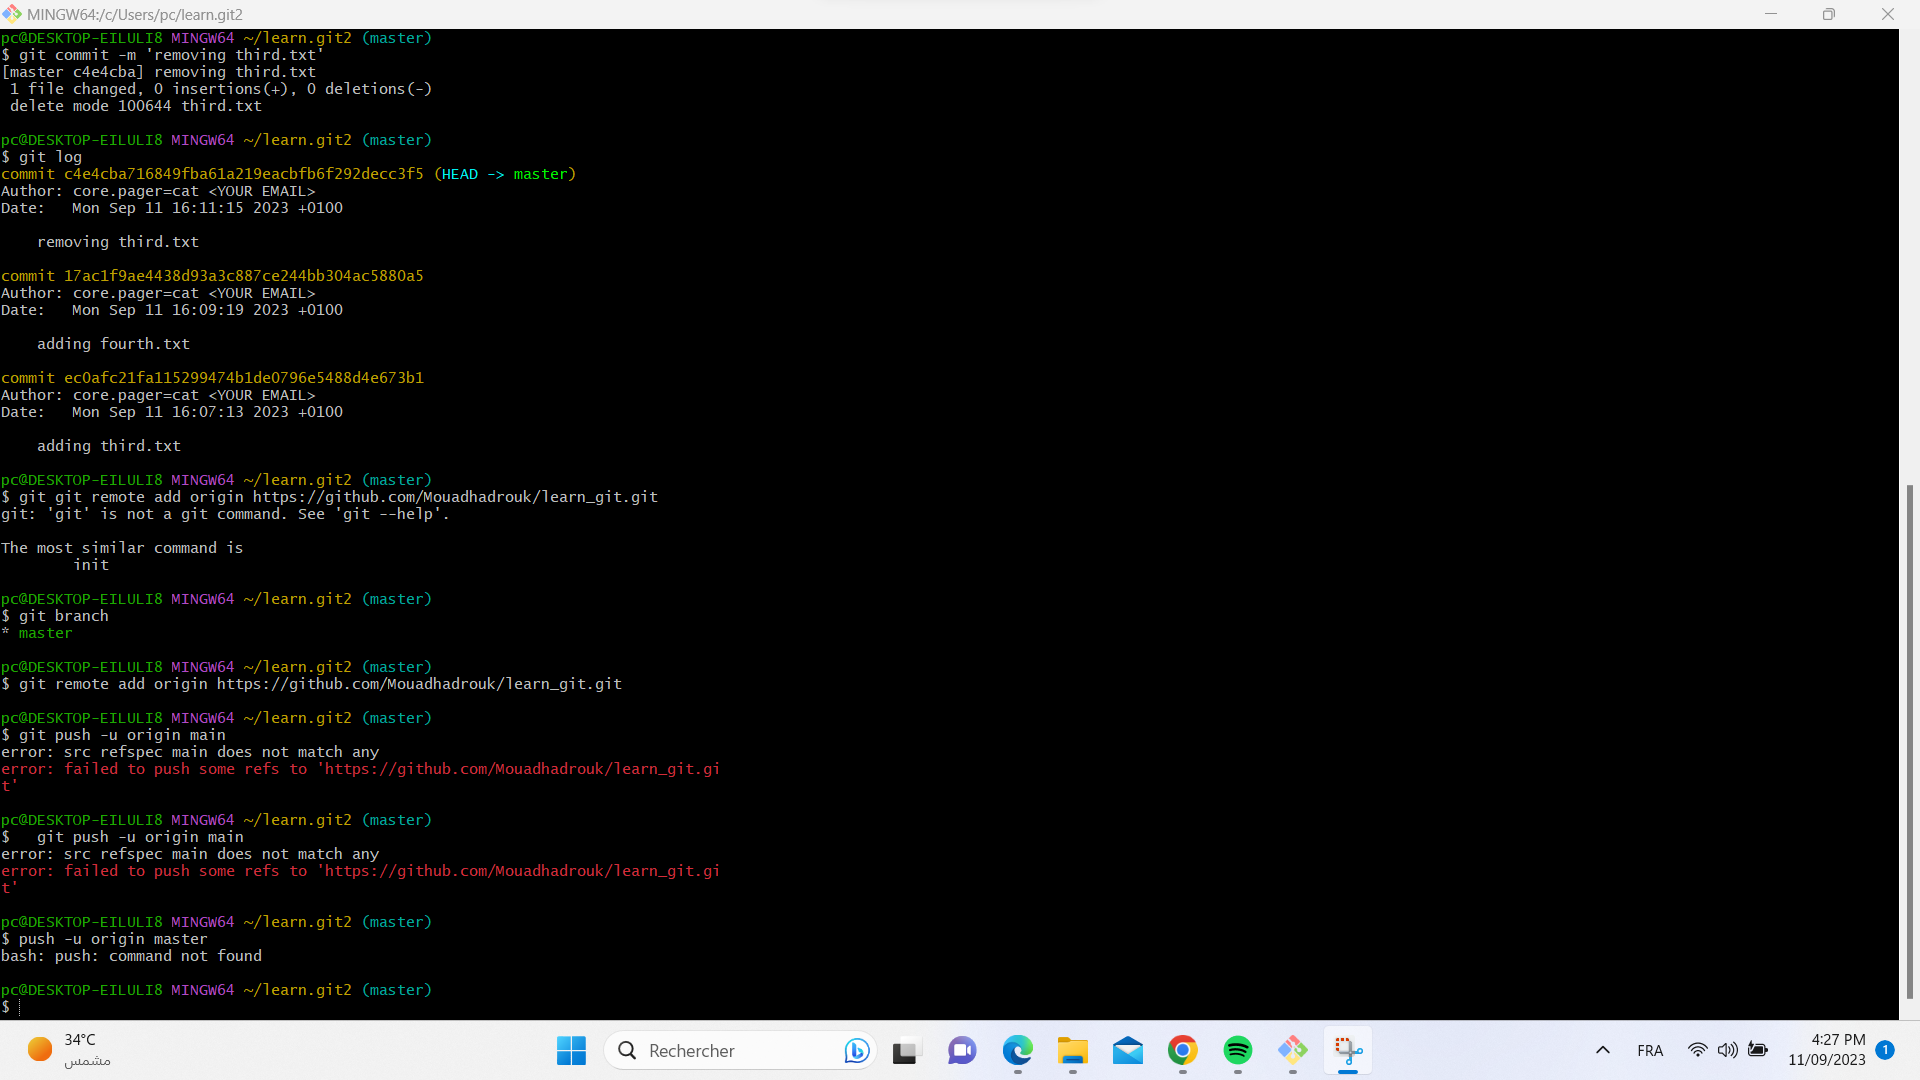 MINGW64:/c/Users/pc/learn.git2
pc@DESKTOP-EILULI8 MINGW64 ~/learn.git2 (master)
$ git commit -m 'removing third.txt'
[master c4e4cba] removing third.txt
 1 file changed, 0 insertions(+), 0 deletions(-)
 delete mode 100644 third.txt

pc@DESKTOP-EILULI8 MINGW64 ~/learn.git2 (master)
$ git log
commit c4e4cba716849fba61a219eacbfb6f292decc3f5 (HEAD -> master)
Author: core.pager=cat <YOUR EMAIL>
Date:   Mon Sep 11 16:11:15 2023 +0100

    removing third.txt

commit 17ac1f9ae4438d93a3c887ce244bb304ac5880a5
Author: core.pager=cat <YOUR EMAIL>
Date:   Mon Sep 11 16:09:19 2023 +0100

    adding fourth.txt

commit ec0afc21fa115299474b1de0796e5488d4e673b1
Author: core.pager=cat <YOUR EMAIL>
Date:   Mon Sep 11 16:07:13 2023 +0100

    adding third.txt

pc@DESKTOP-EILULI8 MINGW64 ~/learn.git2 (master)
$ git git remote add origin https://github.com/Mouadhadrouk/learn_git.git
git: 'git' is not a git command. See 'git --help'.

The most similar command is
        init

pc@DESKTOP-EILULI8 MINGW64 ~/learn.git2 (master)
$ git branch
* master

pc@DESKTOP-EILULI8 MINGW64 ~/learn.git2 (master)
$ git remote add origin https://github.com/Mouadhadrouk/learn_git.git

pc@DESKTOP-EILULI8 MINGW64 ~/learn.git2 (master)
$ git push -u origin main
error: src refspec main does not match any
error: failed to push some refs to 'https://github.com/Mouadhadrouk/learn_git.gi
t'

pc@DESKTOP-EILULI8 MINGW64 ~/learn.git2 (master)
$   git push -u origin main
error: src refspec main does not match any
error: failed to push some refs to 'https://github.com/Mouadhadrouk/learn_git.gi
t'

pc@DESKTOP-EILULI8 MINGW64 ~/learn.git2 (master)
$ push -u origin master
bash: push: command not found

pc@DESKTOP-EILULI8 MINGW64 ~/learn.git2 (master)
$
34°C
مشمس
Rechercher
FRA
4:27 PM
11/09/2023
1